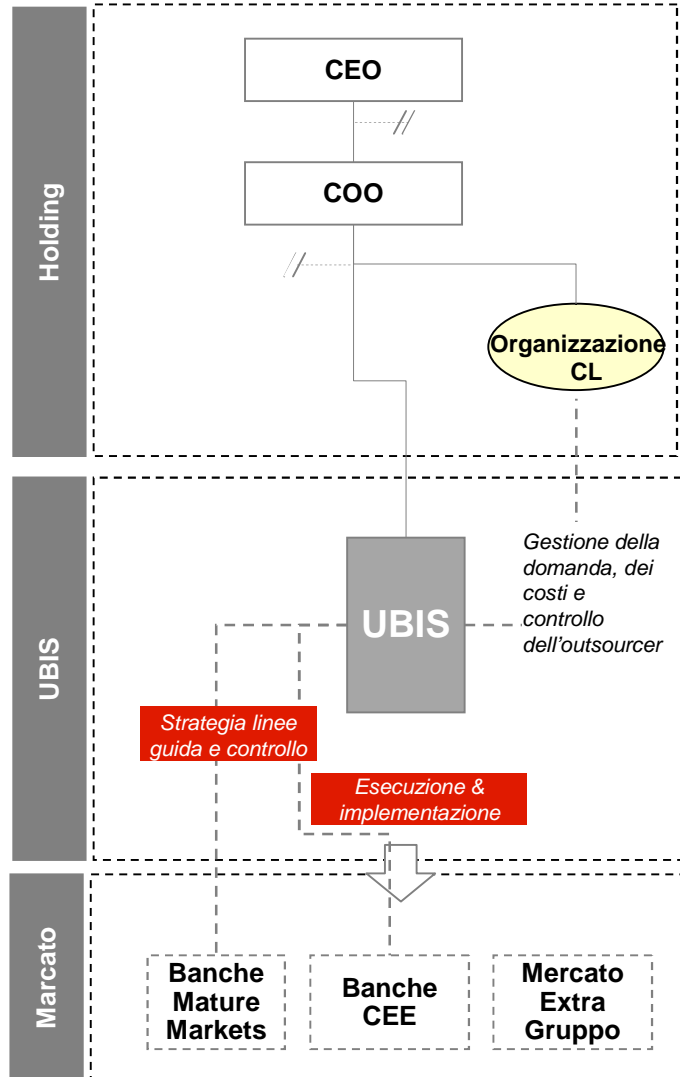 Holding
CEO
COO
Organizzazione
CL
UBIS
Gestione della
domanda, dei
costi e
controllo
dell'outsourcer
UBIS
Strategia linee
guida e controllo
Esecuzione &
implementazione
Marcato
Banche
Mature
Markets
Banche
CEE
Mercato
Extra
Gruppo